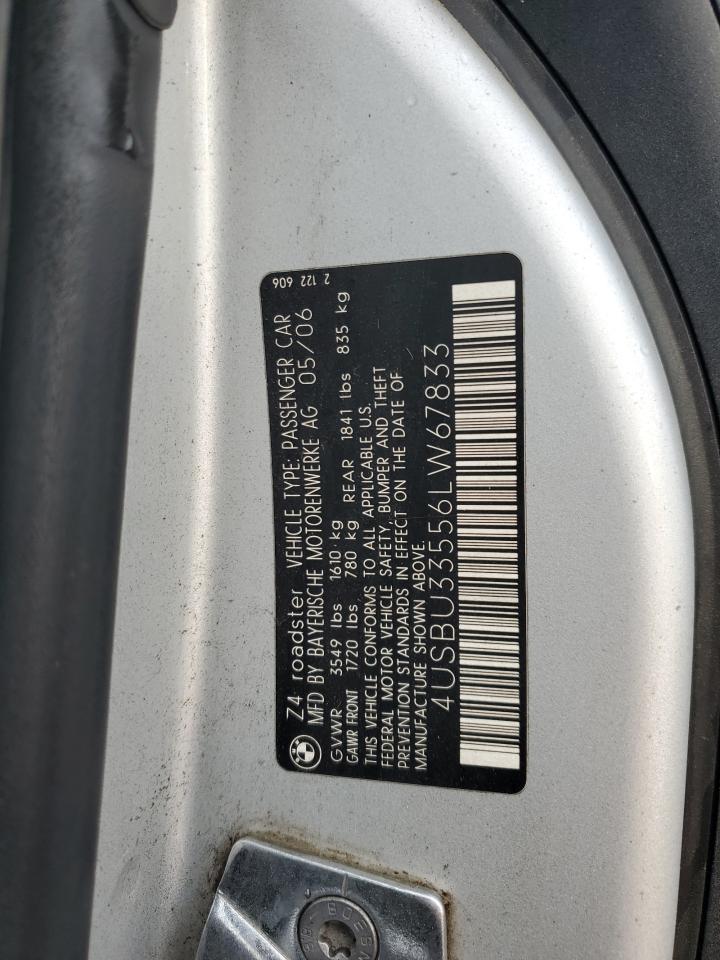 Z4 roadster VEHICLE TYPE: PASSENGER CAR
MFD BY BAYERISCHE MOTORENWERKE AG 05/06
GVWR 3549 lbs 1610 kg
GAWR FRONT 1720 lbs 780 kg REAR 1841 lbs 835 kg
THIS VEHICLE CONFORMS TO ALL APPLICABLE U.S.
FEDERAL MOTOR VEHICLE SAFETY, BUMPER AND THEFT
PREVENTION STANDARDS IN EFFECT ON THE DATE OF
MANUFACTURE SHOWN ABOVE.
4USBU33556LW67833
2 122 606